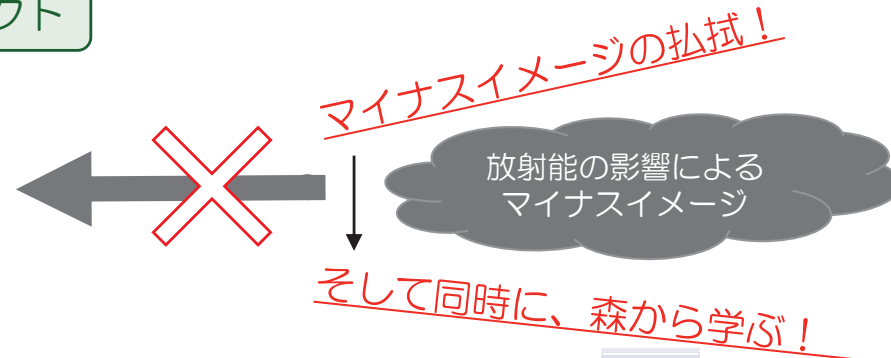 クト
マイナスイメージの払拭！
放射能の影響による
マイナスイメージ
そして同時に、森から学ぶ！